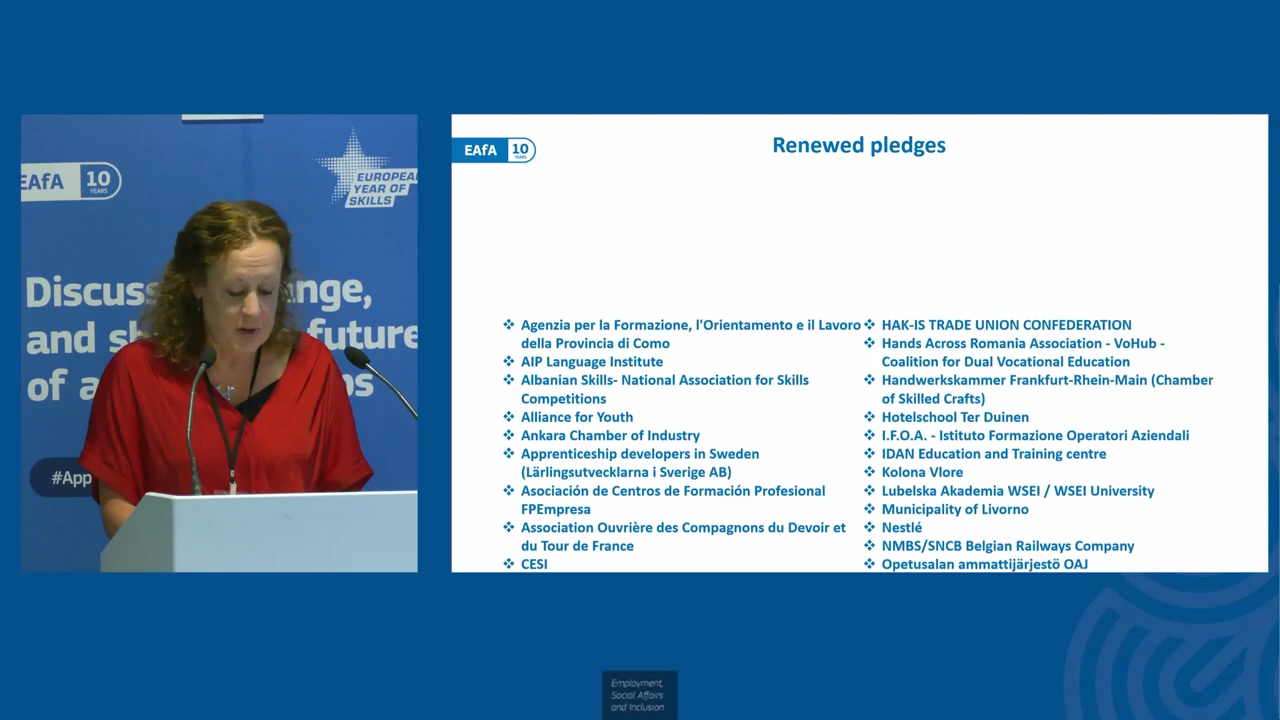 EAfA
10
YEARS
EUROPEAN
YEAR OF
SKILLS
Discus nge,
and sh future
of a ps
#App
EAfA
10
YEARS
Renewed pledges
❖ Agenzia per la Formazione, l'Orientamento e il Lavoro
della Provincia di Como
❖ AIP Language Institute
❖ Albanian Skills- National Association for Skills
Competitions
❖ Alliance for Youth
❖ Ankara Chamber of Industry
❖ Apprenticeship developers in Sweden
(Lärlingsutvecklarna i Sverige AB)
❖ Asociación de Centros de Formación Profesional
FPEmpresa
❖ Association Ouvrière des Compagnons du Devoir et
du Tour de France
❖ CESI
❖ HAK-IS TRADE UNION CONFEDERATION
❖ Hands Across Romania Association - VoHub -
Coalition for Dual Vocational Education
❖ Handwerkskammer Frankfurt-Rhein-Main (Chamber
of Skilled Crafts)
❖ Hotelschool Ter Duinen
❖ I.F.O.A. - Istituto Formazione Operatori Aziendali
❖ IDAN Education and Training centre
❖ Kolona Vlore
❖ Lubelska Akademia WSEI / WSEI University
❖ Municipality of Livorno
❖ Nestlé
❖ NMBS/SNCB Belgian Railways Company
❖ Opetusalan ammattijärjestö OAJ
Employment,
Social Affairs
and Inclusion